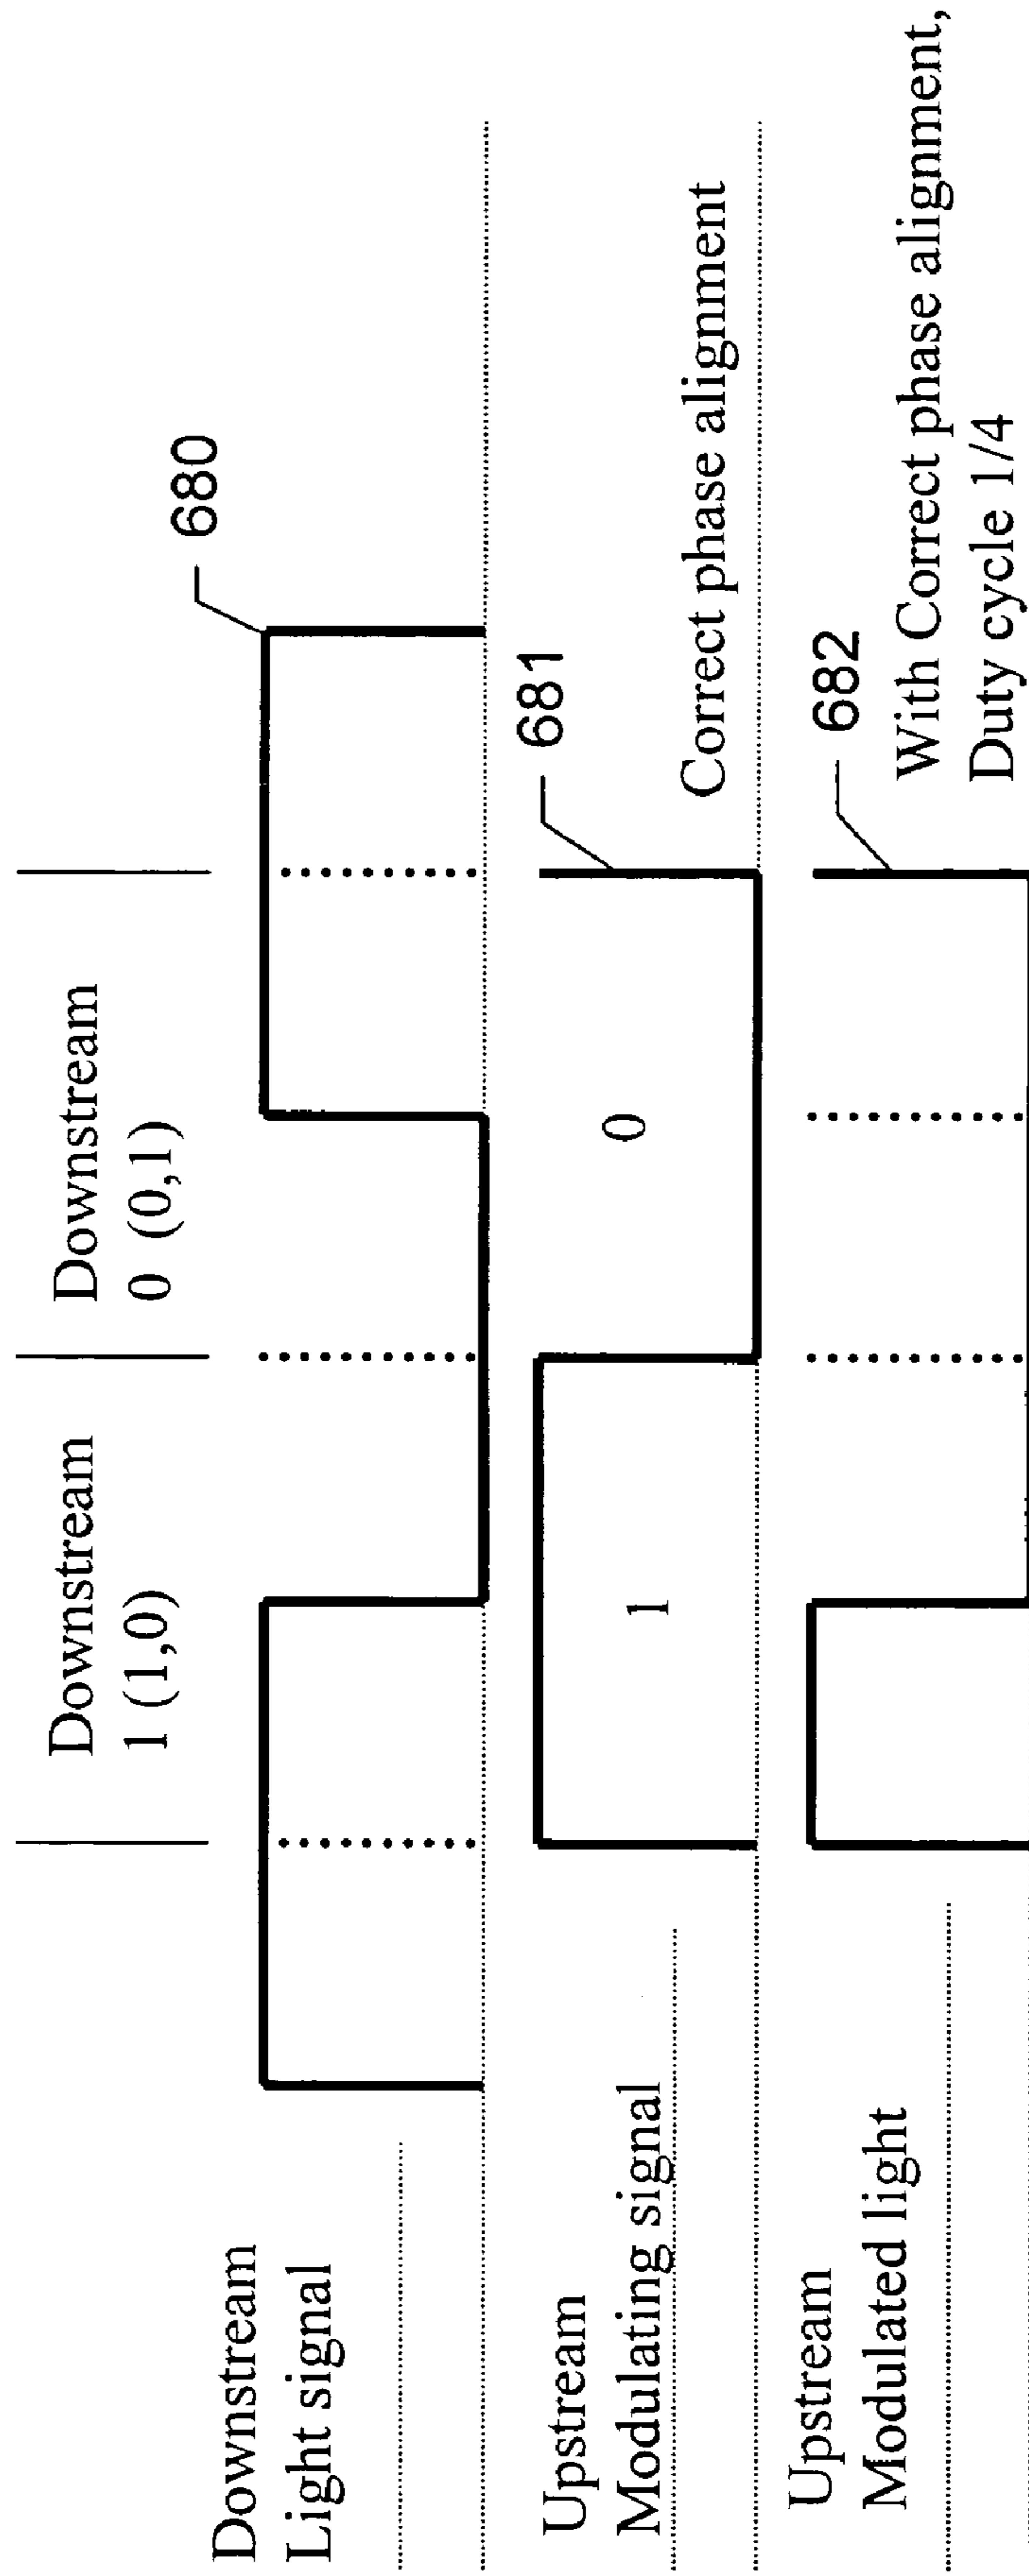 Downstream
1 (1,0)
Downstream
0 (0,1)
Downstream
Light signal
680
Upstream
Modulating signal
1
0
681
Correct phase alignment
Upstream
Modulated light
682
With Correct phase alignment,
Duty cycle 1/4